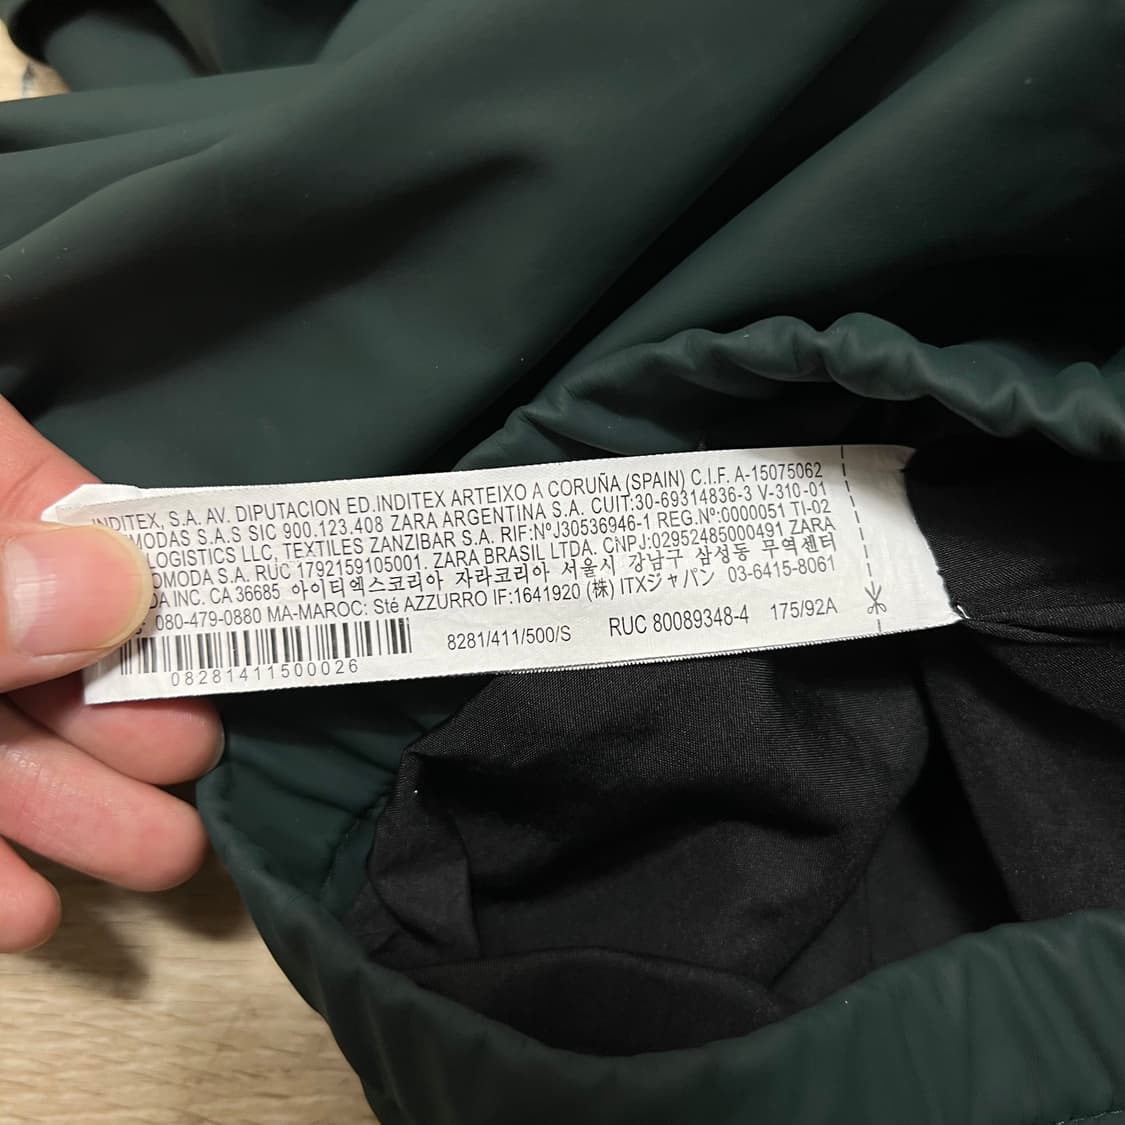 INDITEX, S.A. AV. DIPUTACION ED.INDITEX ARTEIXO A CORUÑA (SPAIN) C.I.F. A-15075062
MODAS S.A.S SIC 900.123.408 ZARA ARGENTINA S.A. CUIT:30-69314836-3 V-310-01
LOGISTICS LLC, TEXTILES ZANZIBAR S.A. RIF:NºJ30536946-1 REG.Nº:0000051 TI-02
MODA S.A. RUC 1792159105001. ZARA BRASIL LTDA. CNPJ:02952485000491 ZARA
INC. CA 36685 아이티엑스코리아 자라코리아 서울시 강남구 삼성동 무역센터
080-479-0880 MA-MAROC: Sté AZZURRO IF:1641920 (株) ITXジャパン 03-6415-8061
8281/411/500/S RUC 80089348-4 175/92A
08281411500026